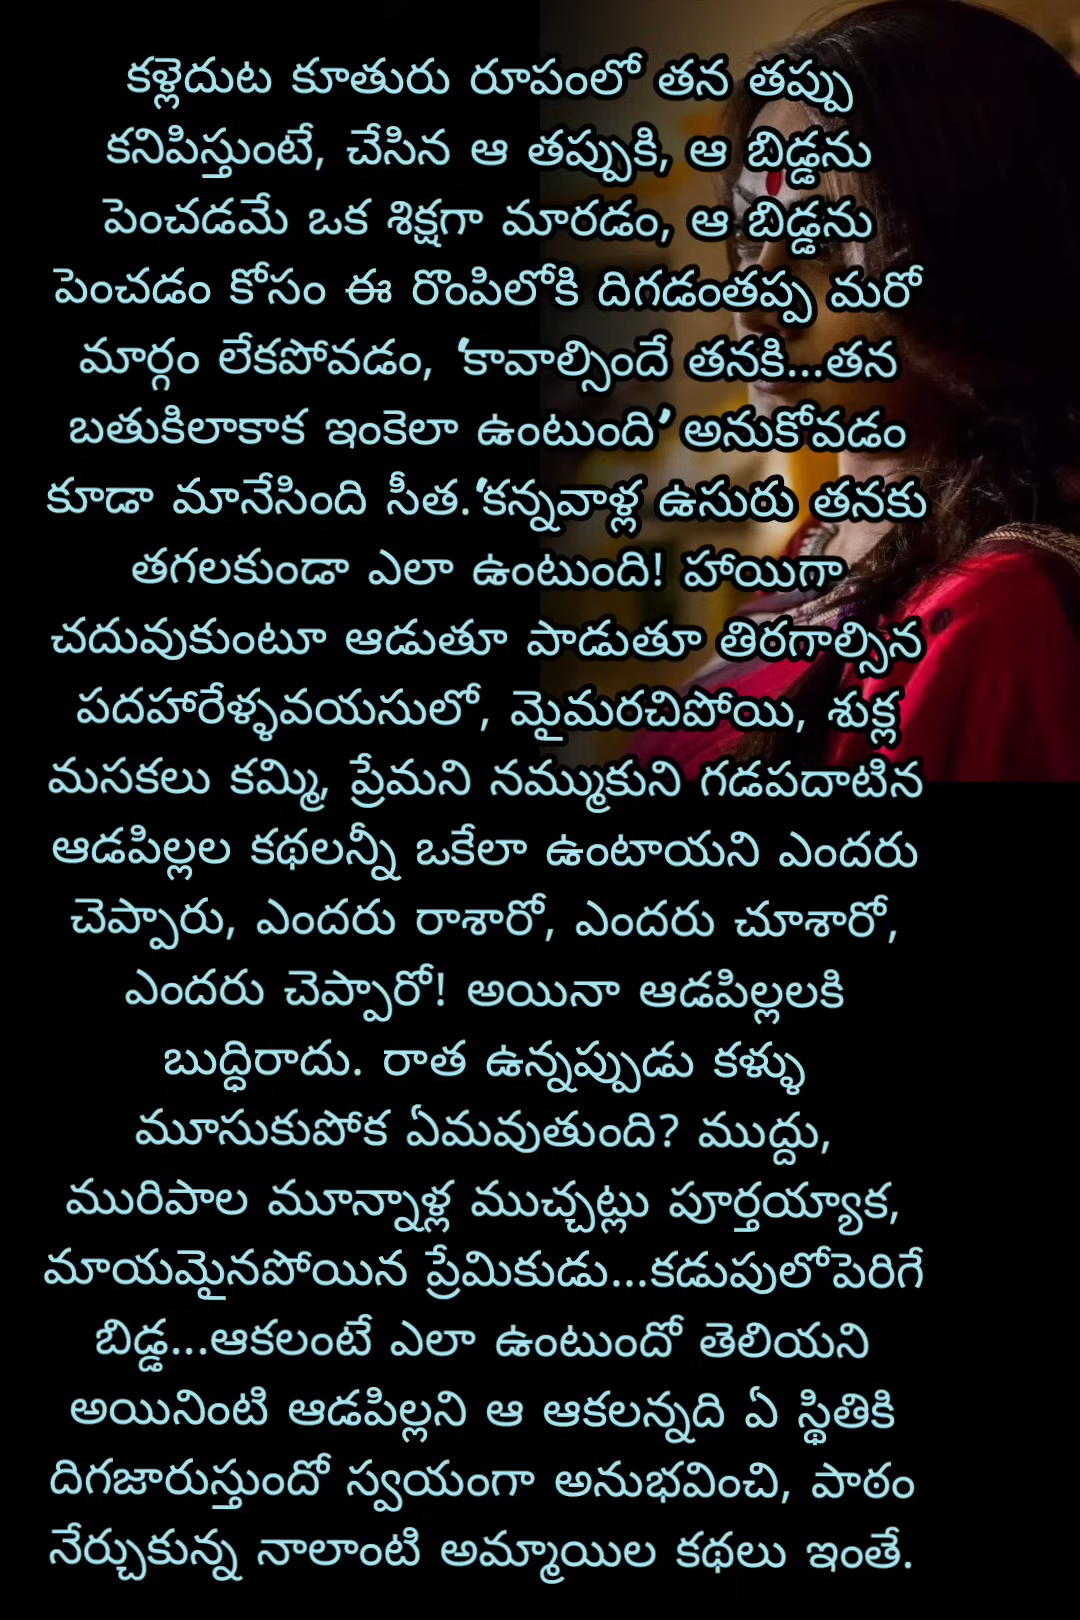 కళ్లెదుట కూతురు రూపంలో తన తప్పు
కనిపిస్తుంటే, చేసిన ఆ తప్పుకి, ఆ బిడ్డను
పెంచడమే ఒక శిక్షగా మారడం, ఆ బిడ్డను
పెంచడం కోసం ఈ రొంపిలోకి దిగడంతప్ప మరో
మార్గం లేకపోవడం, ‘కావాల్సిందే తనకి...తన
బతుకిలాకాక ఇంకెలా ఉంటుంది’ అనుకోవడం
కూడా మానేసింది సీత.‘కన్నవాళ్ల ఉసురు తనకు
తగలకుండా ఎలా ఉంటుంది! హాయిగా
చదువుకుంటూ ఆడుతూ పాడుతూ తిరగాల్సిన
పదహారేళ్ళవయసులో, మైమరచిపోయి, శుక్ల
మసకలు కమ్మి, ప్రేమని నమ్ముకుని గడపదాటిన
ఆడపిల్లల కథలన్నీ ఒకేలా ఉంటాయని ఎందరు
చెప్పారు, ఎందరు రాశారో, ఎందరు చూశారో,
ఎందరు చెప్పారో! అయినా ఆడపిల్లలకి
బుద్ధిరాదు. రాత ఉన్నప్పుడు కళ్ళు
మూసుకుపోక ఏమవుతుంది? ముద్దు,
మురిపాల మూన్నాళ్ల ముచ్చట్లు పూర్తయ్యాక,
మాయమైనపోయిన ప్రేమికుడు...కడుపులోపెరిగే
బిడ్డ...ఆకలంటే ఎలా ఉంటుందో తెలియని
అయినింటి ఆడపిల్లని ఆ ఆకలన్నది ఏ స్థితికి
దిగజారుస్తుందో స్వయంగా అనుభవించి, పాఠం
నేర్చుకున్న నాలాంటి అమ్మాయిల కథలు ఇంతే.